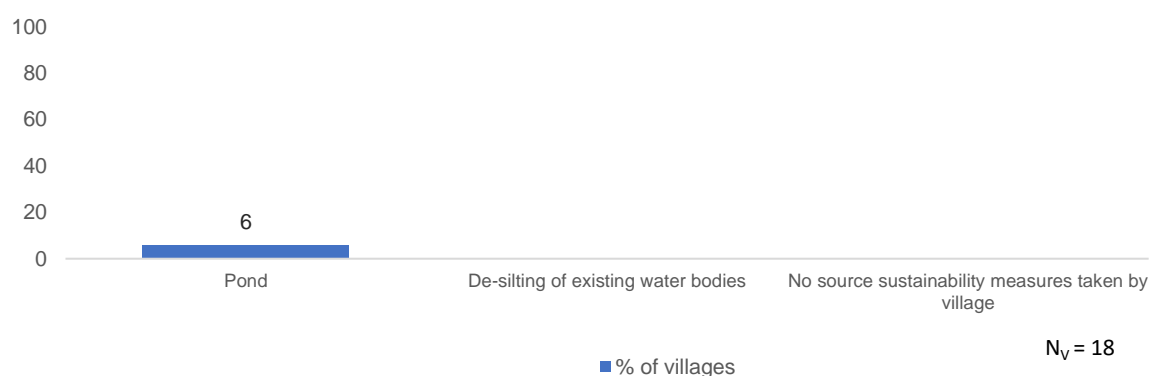 100
80
60
40
20
0
6
Pond
De-silting of existing water bodies
No source sustainability measures taken by
village
N_V = 18
% of villages